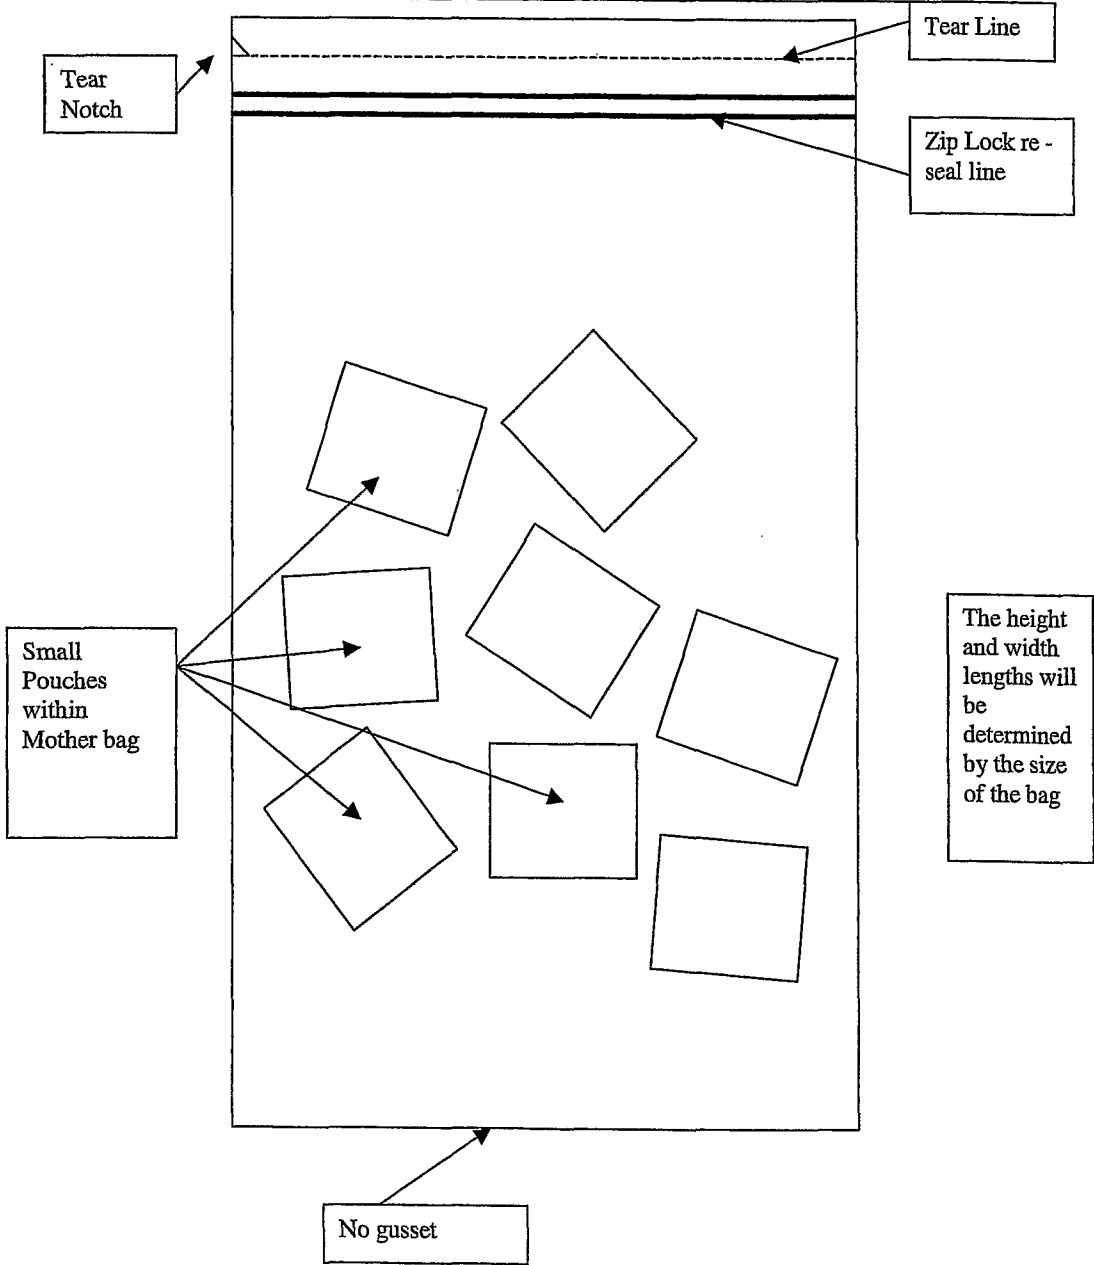 Tear Line
Tear
Notch
Zip Lock re -
seal line
The height
and width
lengths will
be
determined
by the size
of the bag
Small
Pouches
within
Mother bag
No gusset